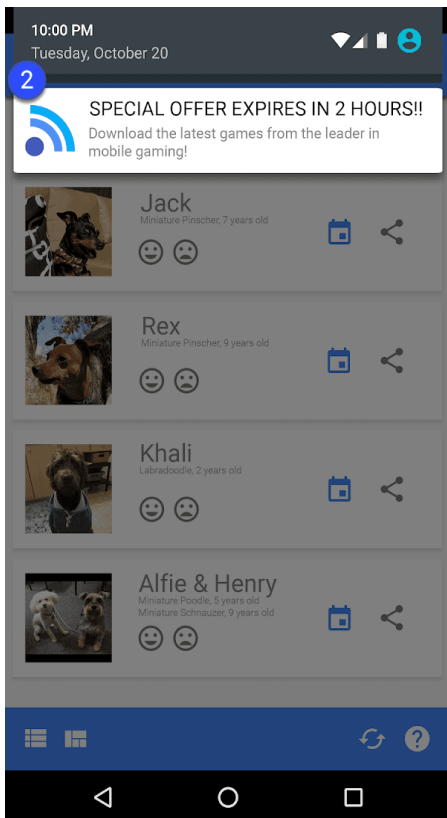 10:00 PM
Tuesday, October 20
2
SPECIAL OFFER EXPIRES IN 2 HOURS!!
Download the latest games from the leader in
mobile gaming!
Jack
Miniature Pinscher, 7 years old
Rex
Miniature Pinscher, 9 years old
Khali
Labradoodle, 2 years old
Alfie & Henry
Miniature Poodle, 5 years old
Miniature Schnauzer, 9 years old
?